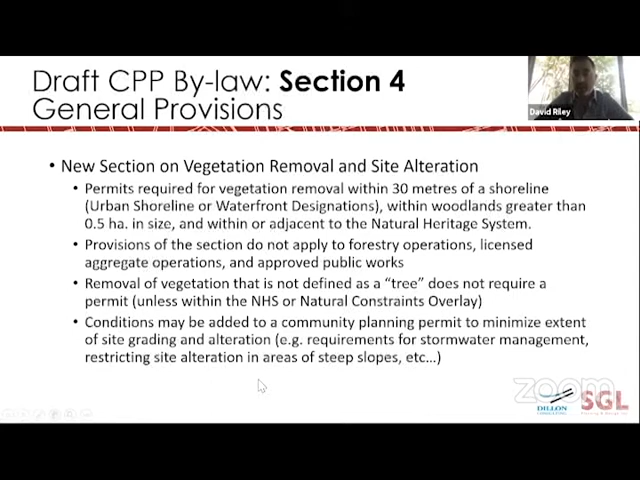 Draft CPP By-law: Section 4
General Provisions
David Riley
• New Section on Vegetation Removal and Site Alteration
• Permits required for vegetation removal within 30 metres of a shoreline
(Urban Shoreline or Waterfront Designations), within woodlands greater than
0.5 ha. in size, and within or adjacent to the Natural Heritage System.
• Provisions of the section do not apply to forestry operations, licensed
aggregate operations, and approved public works
• Removal of vegetation that is not defined as a “tree” does not require a
permit (unless within the NHS or Natural Constraints Overlay)
• Conditions may be added to a community planning permit to minimize extent
of site grading and alteration (e.g. requirements for stormwater management,
restricting site alteration in areas of steep slopes, etc...)
zoom
DILLON
SGL